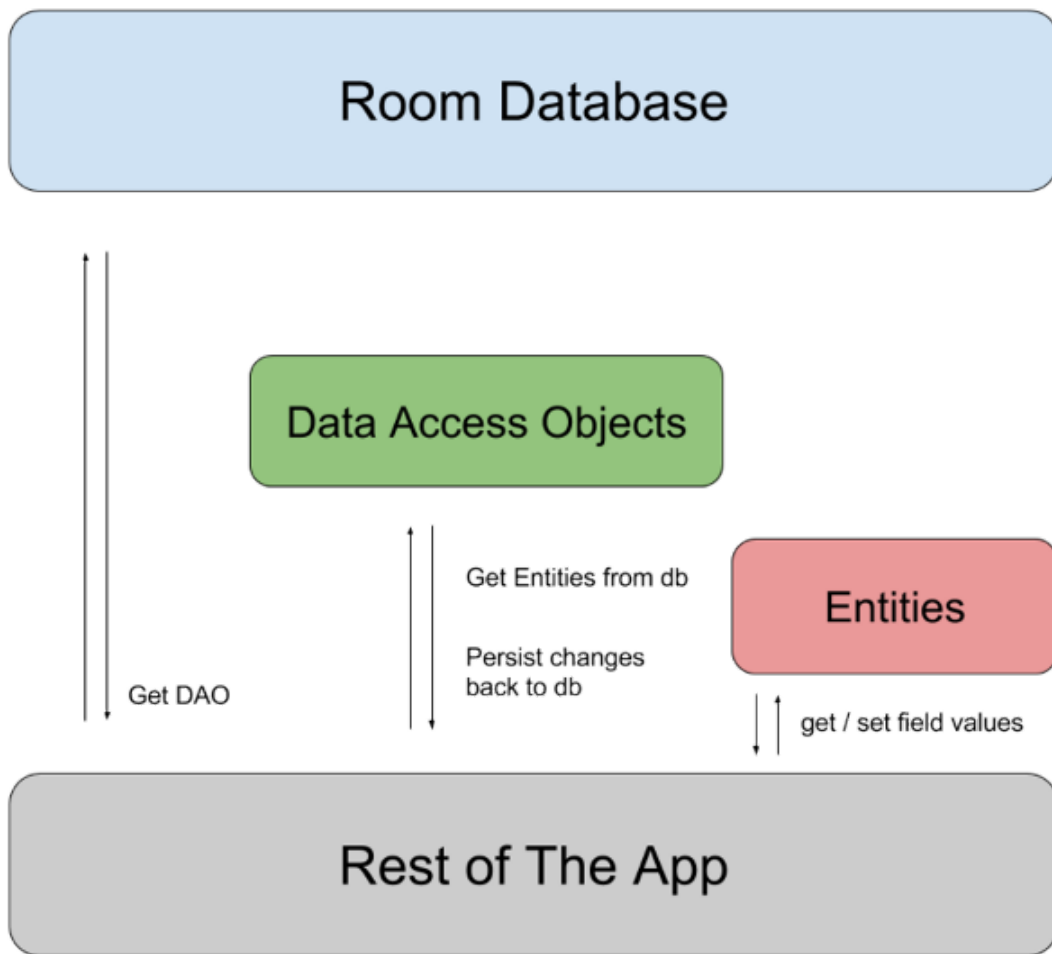 Room Database
Data Access Objects
Get Entities from db
Entities
Persist changes
back to db
Get DAO
get / set field values
Rest of The App